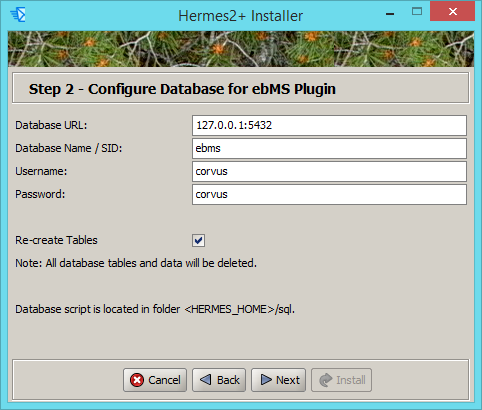 Hermes2+ Installer
Step 2 - Configure Database for ebMS Plugin
Database URL: 127.0.0.1:5432
Database Name / SID: ebms
Username: corvus
Password: corvus
Re-create Tables
Note: All database tables and data will be deleted.
Database script is located in folder <HERMES_HOME>/sql.
Cancel Back Next Install